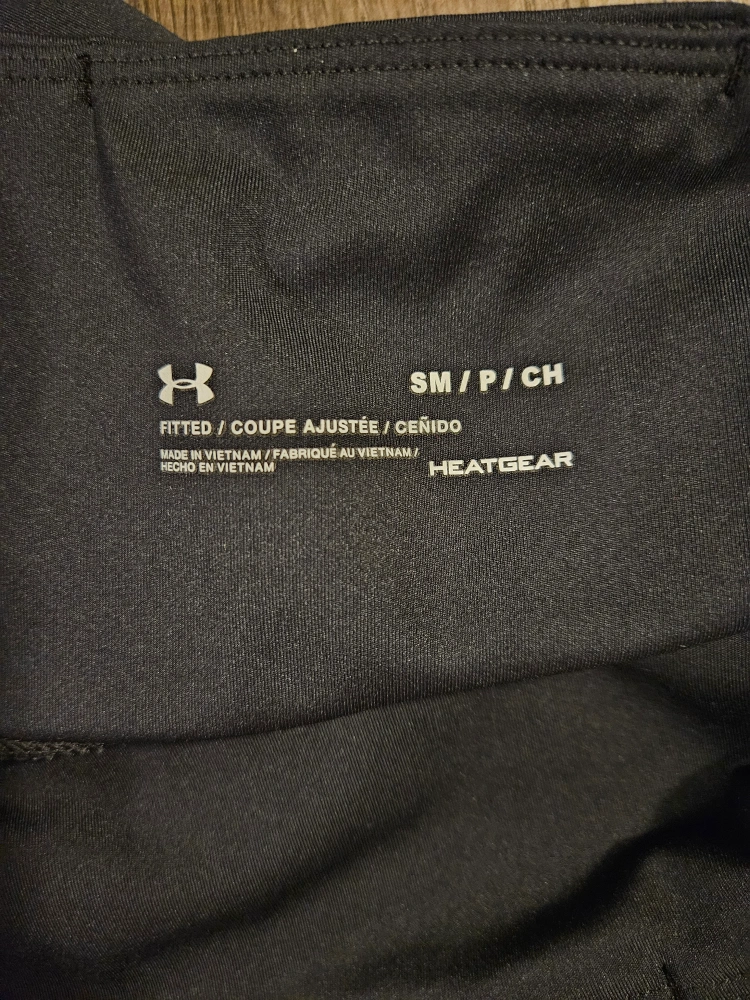 SM / P / CH
FITTED / COUPE AJUSTÉE / CEÑIDO
MADE IN VIETNAM / FABRIQUÉ AU VIETNAM /
HECHO EN VIETNAM
HEATGEAR